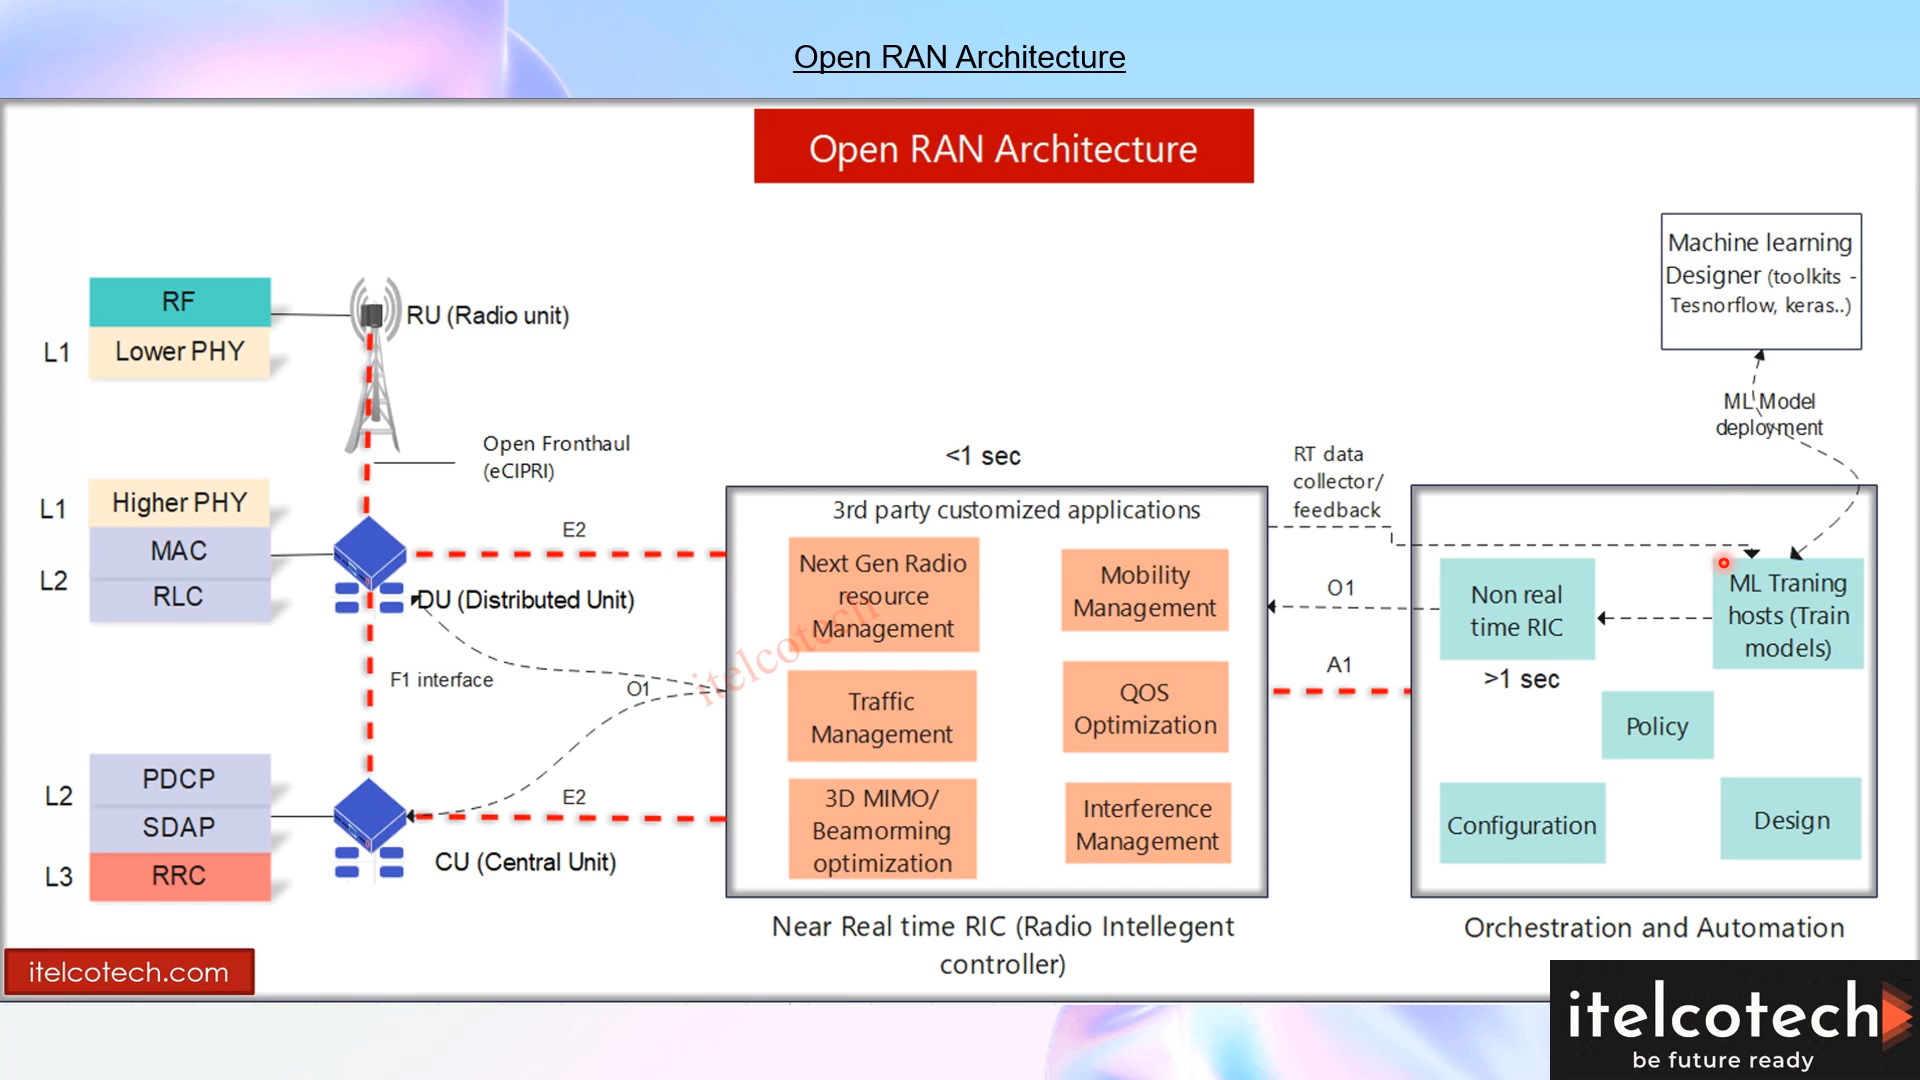 Open RAN Architecture
Open RAN Architecture
Machine learning
Designer (toolkits -
Tesnorflow, keras..)
RF
L1
Lower PHY
RU (Radio unit)
ML Model
deployment
Open Fronthaul
(eCIPRI)
L1
Higher PHY
MAC
L2
RLC
DU (Distributed Unit)
E2
F1 interface
O1
L2
PDCP
SDAP
L3
RRC
CU (Central Unit)
E2
<1 sec
3rd party customized applications
Next Gen Radio
resource
Management
Mobility
Management
Traffic
Management
QOS
Optimization
3D MIMO/
Beamorming
optimization
Interference
Management
itelcotech
Near Real time RIC (Radio Intellegent
controller)
RT data
collector/
feedback
O1
A1
Non real
time RIC
>1 sec
ML Traning
hosts (Train
models)
Policy
Configuration
Design
Orchestration and Automation
itelcotech.com
itelcotech
be future ready